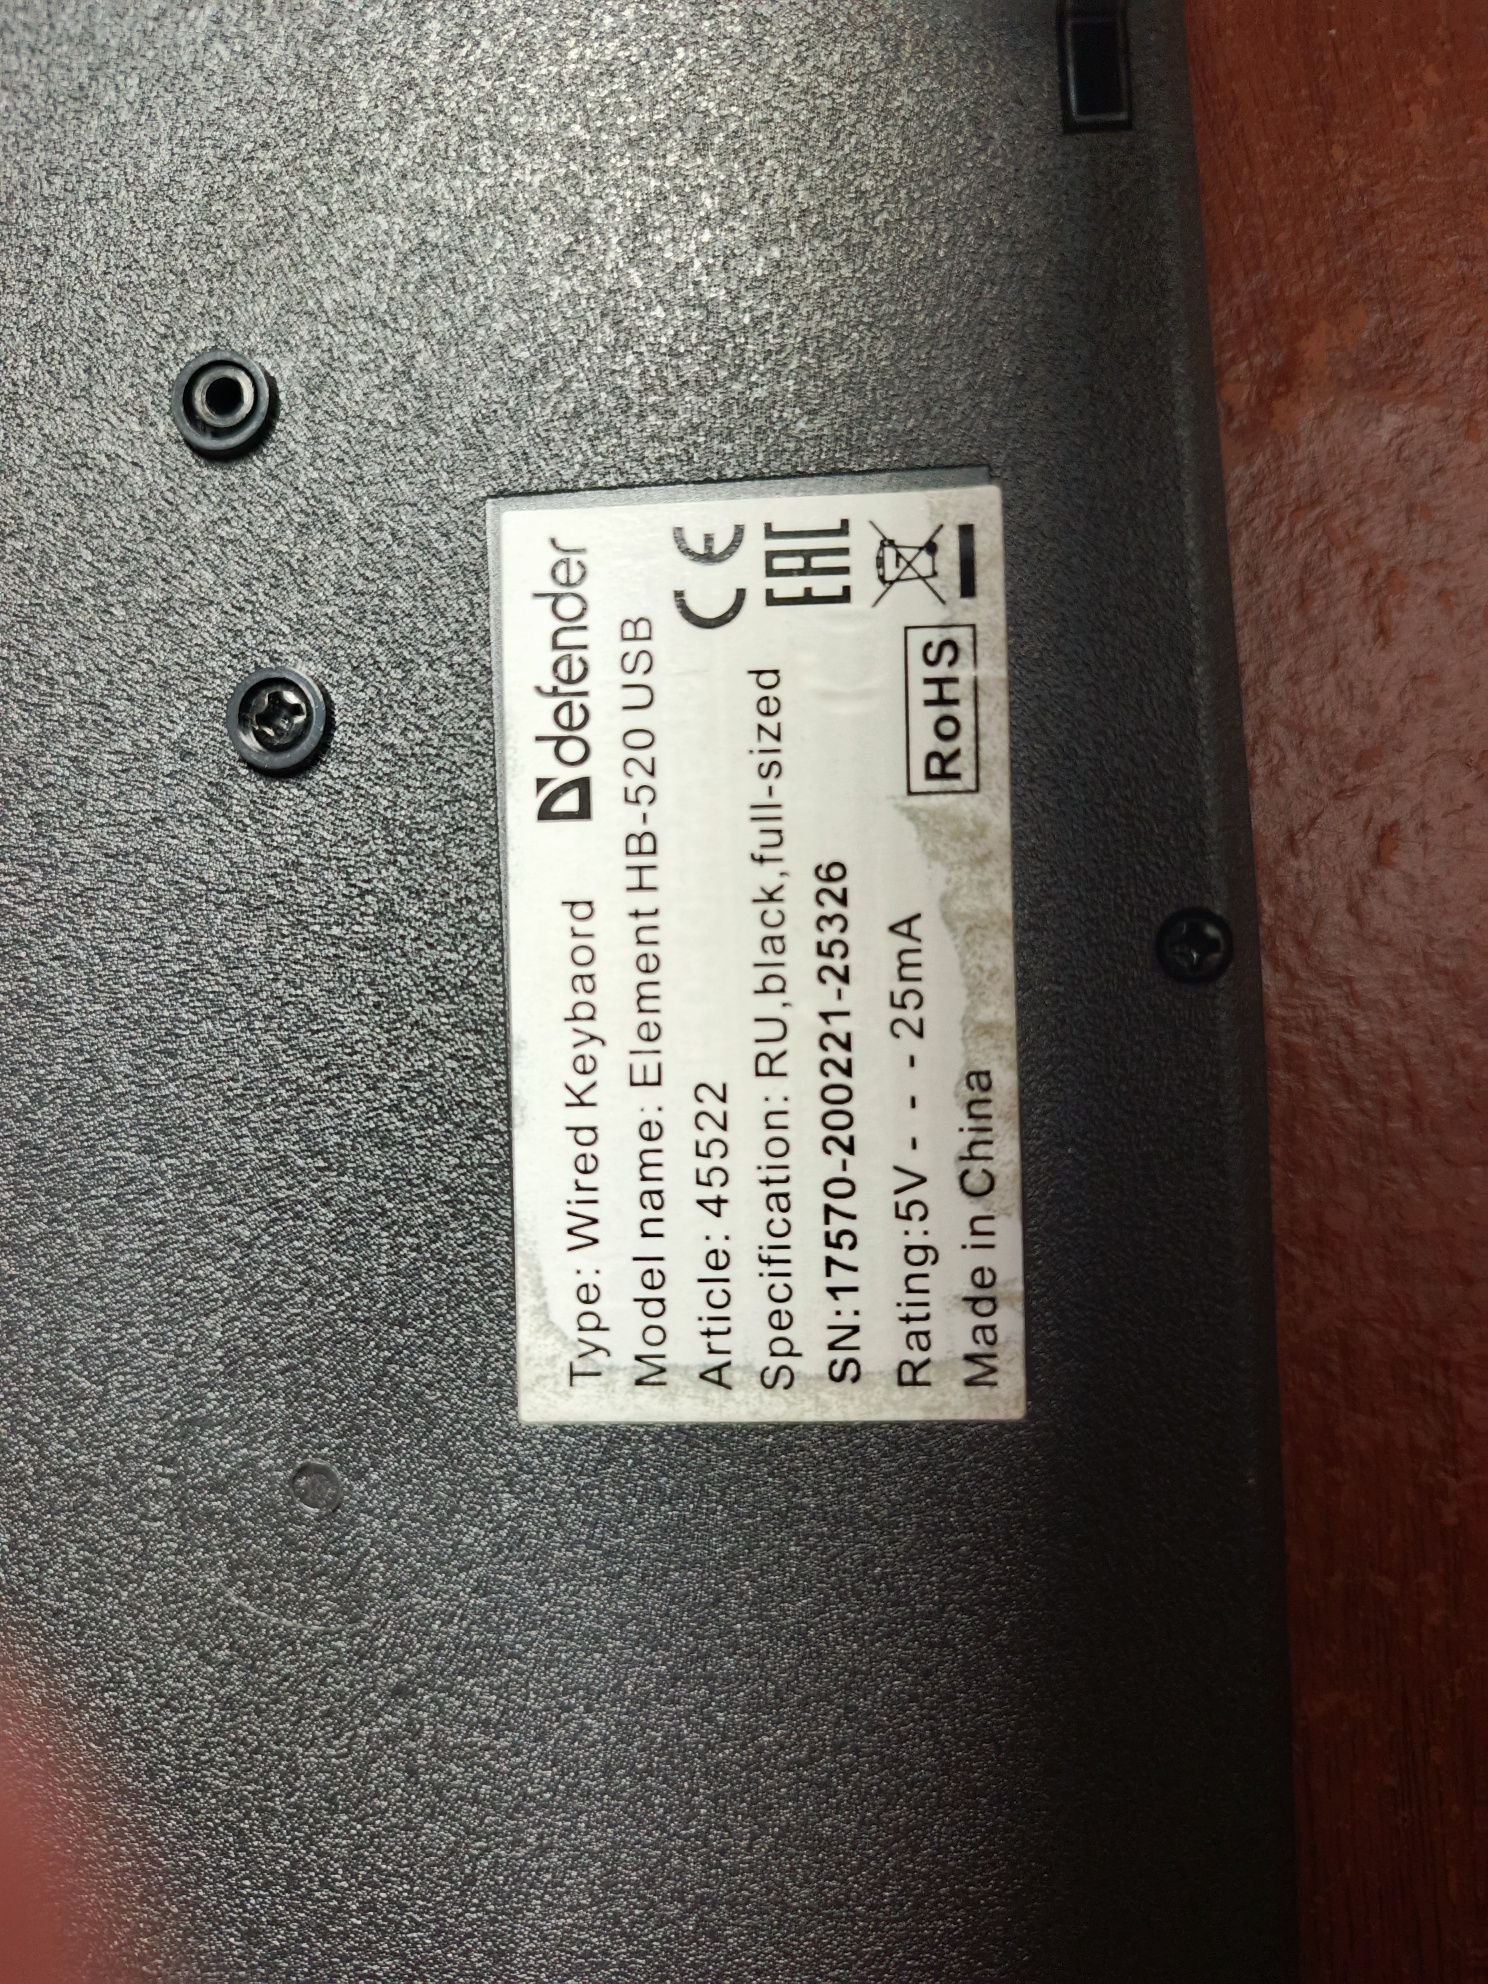 Type: Wired Keybaord
defender
Model name: Element HB-520 USB
Article: 45522
CE
Specification: RU,black,full-sized
EAC
SN:17570-200221-25326
Rating:5V - - - 25mA
RoHS
Made in China